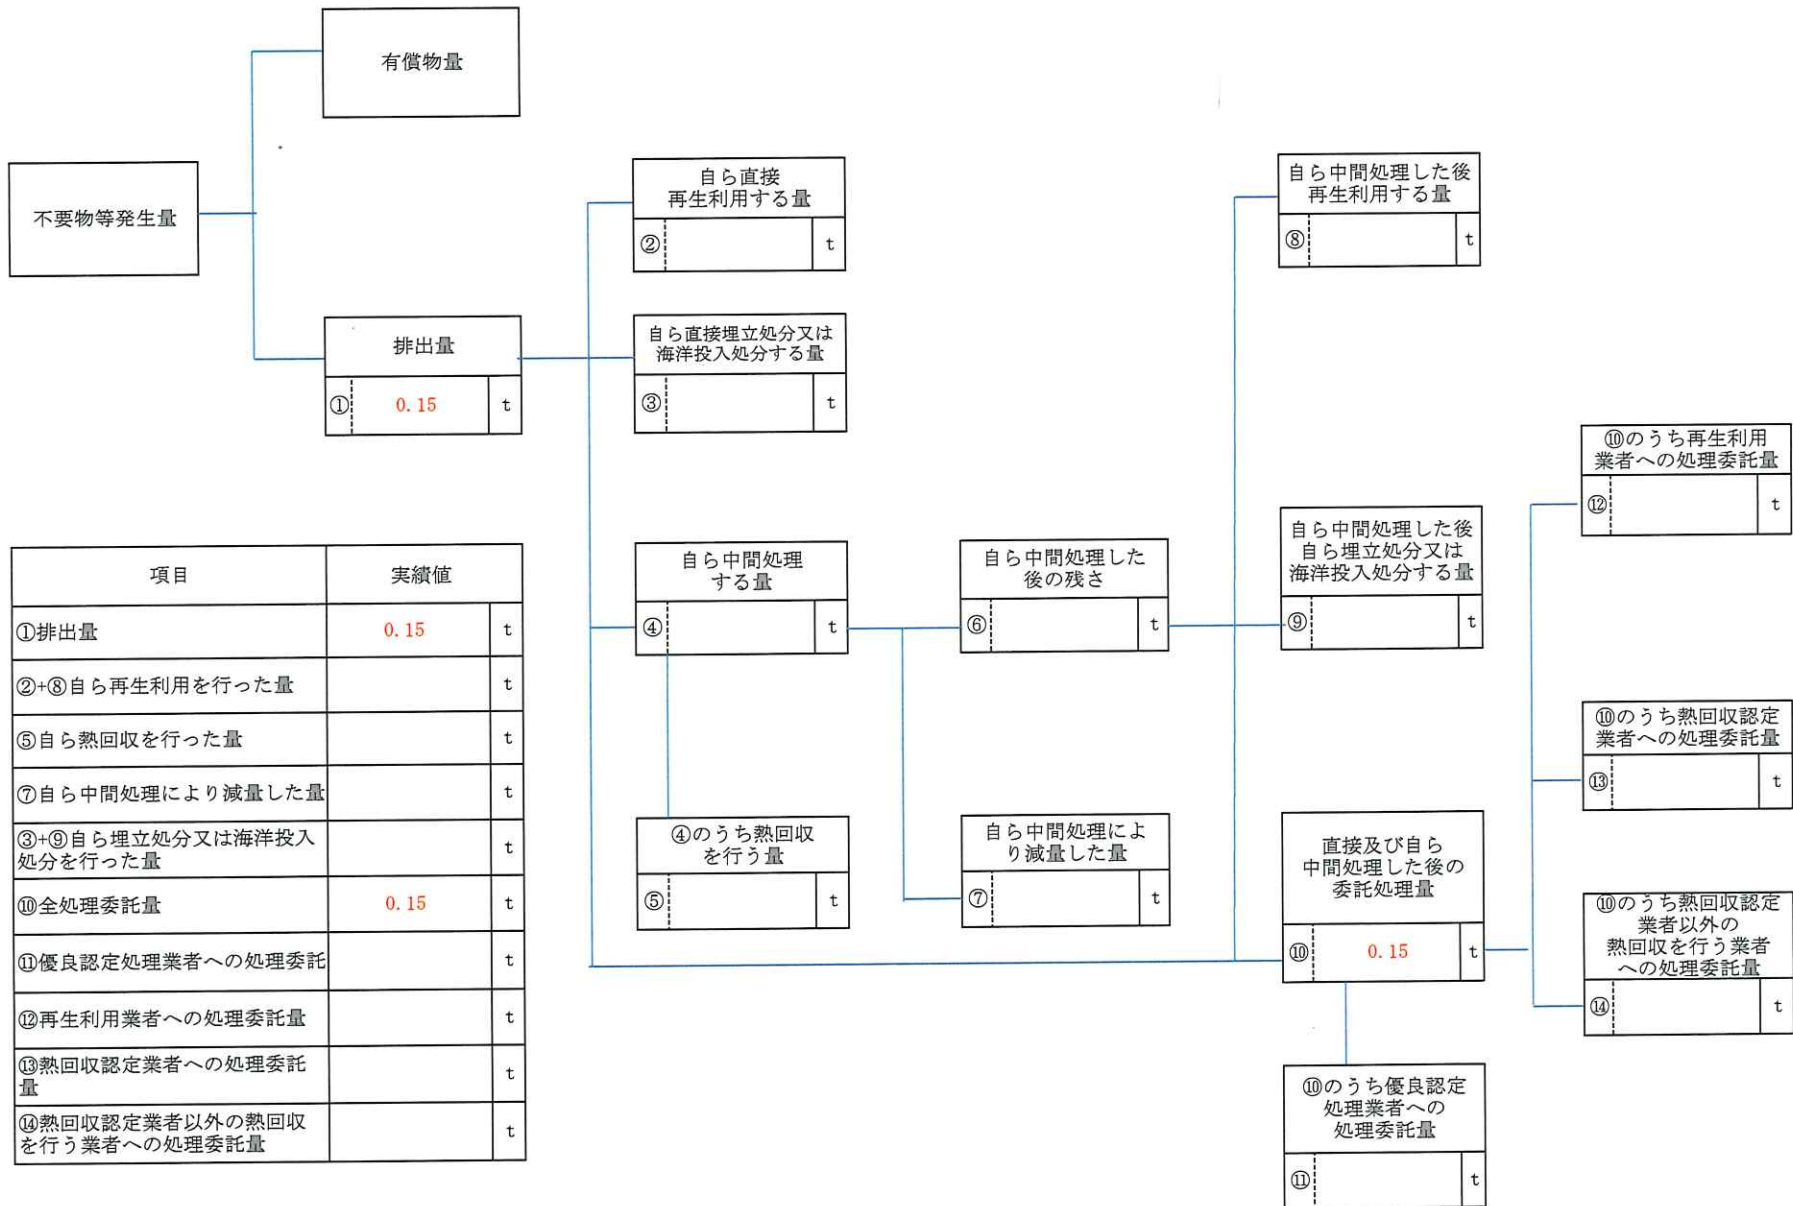 有償物量
不要物等発生量
排出量
① 0.15 t
自ら直接
再生利用する量
② t
自ら直接埋立処分又は
海洋投入処分する量
③ t
自ら中間処理
する量
④ t
④のうち熱回収
を行う量
⑤ t
自ら中間処理した
後の残さ
⑥ t
自ら中間処理によ
り減量した量
⑦ t
自ら中間処理した後
再生利用する量
⑧ t
自ら中間処理した後
自ら埋立処分又は
海洋投入処分する量
⑨ t
直接及び自ら
中間処理した後の
委託処理量
⑩ 0.15 t
⑩のうち優良認定
処理業者への
処理委託量
⑪ t
⑩のうち再生利用
業者への処理委託量
⑫ t
⑩のうち熱回収認定
業者への処理委託量
⑬ t
⑩のうち熱回収認定
業者以外の
熱回収を行う業者
への処理委託量
⑭ t
項目 実績値
①排出量 0.15 t
②+⑧自ら再生利用を行った量 t
⑤自ら熱回収を行った量 t
⑦自ら中間処理により減量した量 t
③+⑨自ら埋立処分又は海洋投入
処分を行った量 t
⑩全処理委託量 0.15 t
⑪優良認定処理業者への処理委託 t
⑫再生利用業者への処理委託量 t
⑬熱回収認定業者への処理委託
量 t
⑭熱回収認定業者以外の熱回収
を行う業者への処理委託量 t